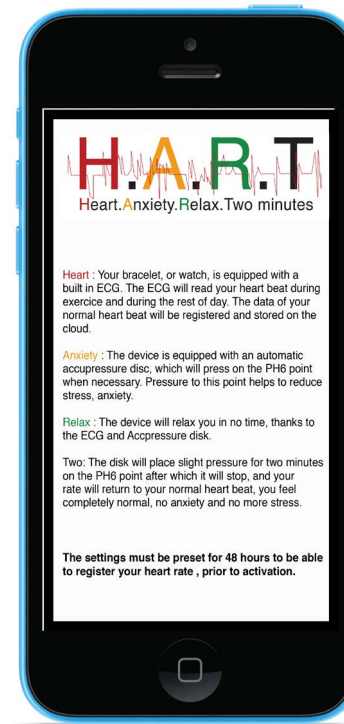 H.A.R.T
Heart.Anxiety.Relax.Two minutes
Heart : Your bracelet, or watch, is equipped with a
built in ECG. The ECG will read your heart beat during
exercice and during the rest of day. The data of your
normal heart beat will be registered and stored on the
cloud.
Anxiety : The device is equipped with an automatic
accupressure disc, which will press on the PH6 point
when necessary. Pressure to this point helps to reduce
stress, anxiety.
Relax : The device will relax you in no time, thanks to
the ECG and Accpressure disk.
Two: The disk will place slight pressure for two minutes
on the PH6 point after which it will stop, and your
rate will return to your normal heart beat, you feel
completely normal, no anxiety and no more stress.
The settings must be preset for 48 hours to be able
to register your heart rate , prior to activation.